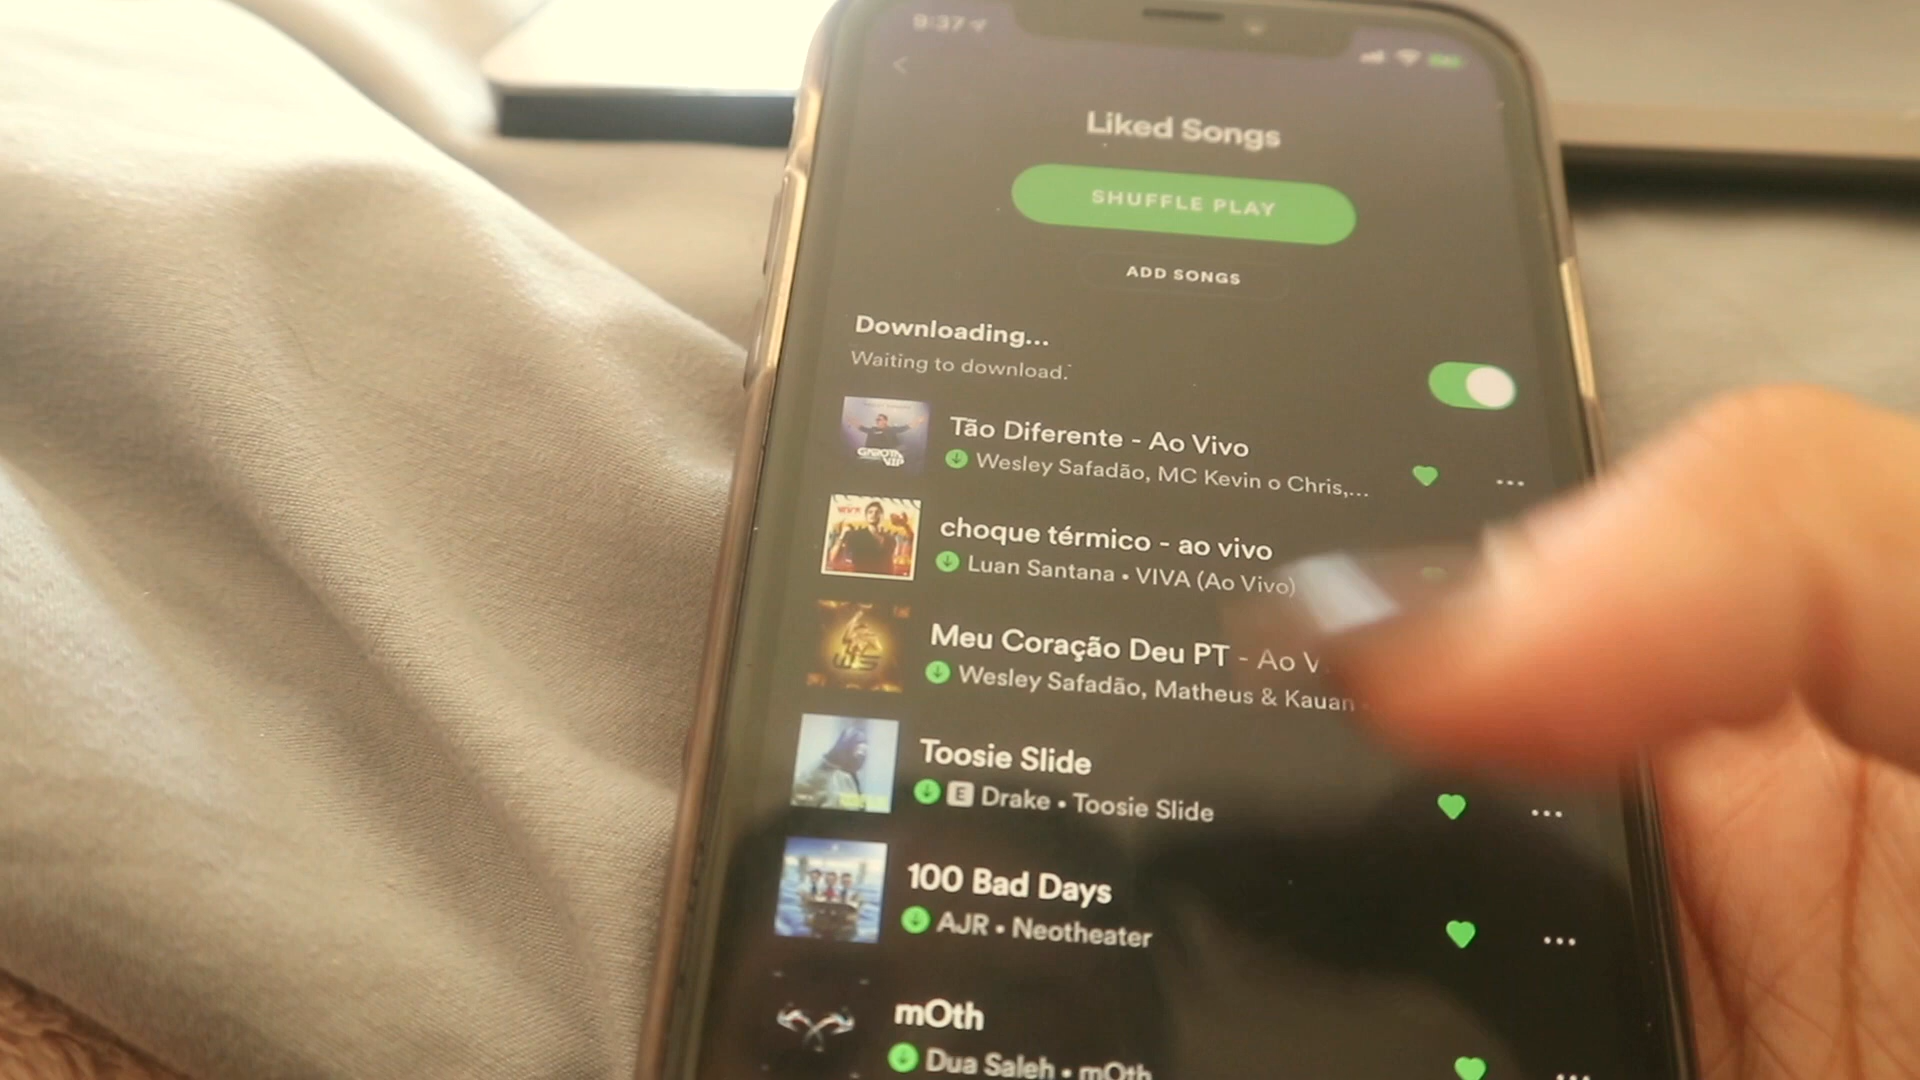 9:37
Liked Songs
SHUFFLE PLAY
ADD SONGS
Downloading...
Waiting to download.
Tão Diferente - Ao Vivo
Wesley Safadão, MC Kevin o Chris,...
choque térmico - ao vivo
Luan Santana • VIVA (Ao Vivo)
Meu Coração Deu PT - Ao V
Wesley Safadão, Matheus & Kauan
Toosie Slide
E Drake • Toosie Slide
100 Bad Days
AJR • Neotheater
mOth
Dua Saleh • mOth